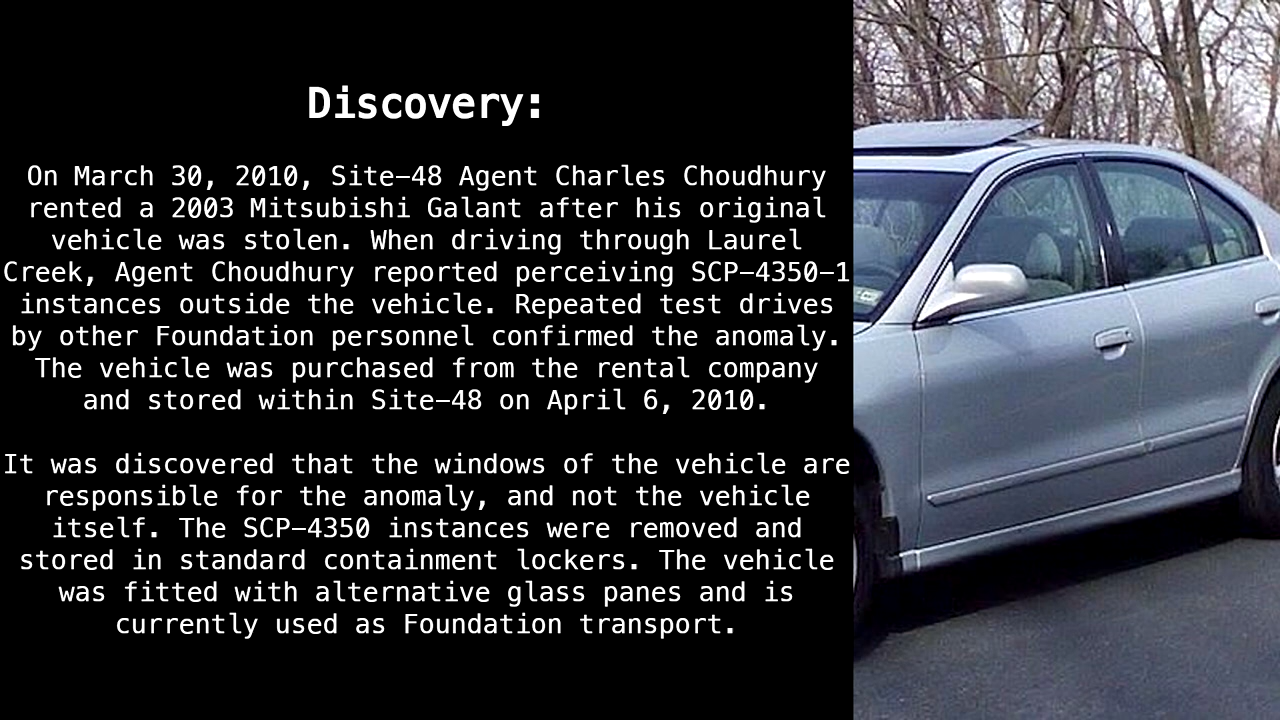 Discovery:
On March 30, 2010, Site-48 Agent Charles Choudhury
rented a 2003 Mitsubishi Galant after his original
vehicle was stolen. When driving through Laurel
Creek, Agent Choudhury reported perceiving SCP-4350-1
instances outside the vehicle. Repeated test drives
by other Foundation personnel confirmed the anomaly.
The vehicle was purchased from the rental company
and stored within Site-48 on April 6, 2010.
It was discovered that the windows of the vehicle are
responsible for the anomaly, and not the vehicle
itself. The SCP-4350 instances were removed and
stored in standard containment lockers. The vehicle
was fitted with alternative glass panes and is
currently used as Foundation transport.